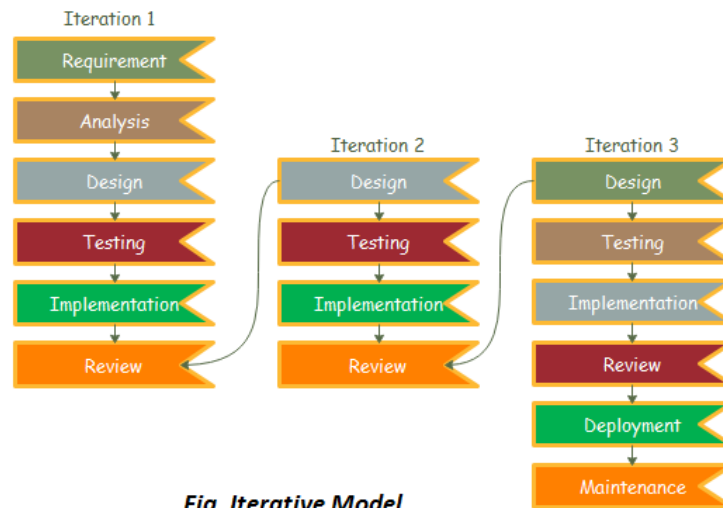 Iteration 1
Requirement
Analysis
Design
Testing
Implementation
Review
Iteration 2
Design
Testing
Implementation
Review
Iteration 3
Design
Testing
Implementation
Review
Deployment
Maintenance
Fig. Iterative Model